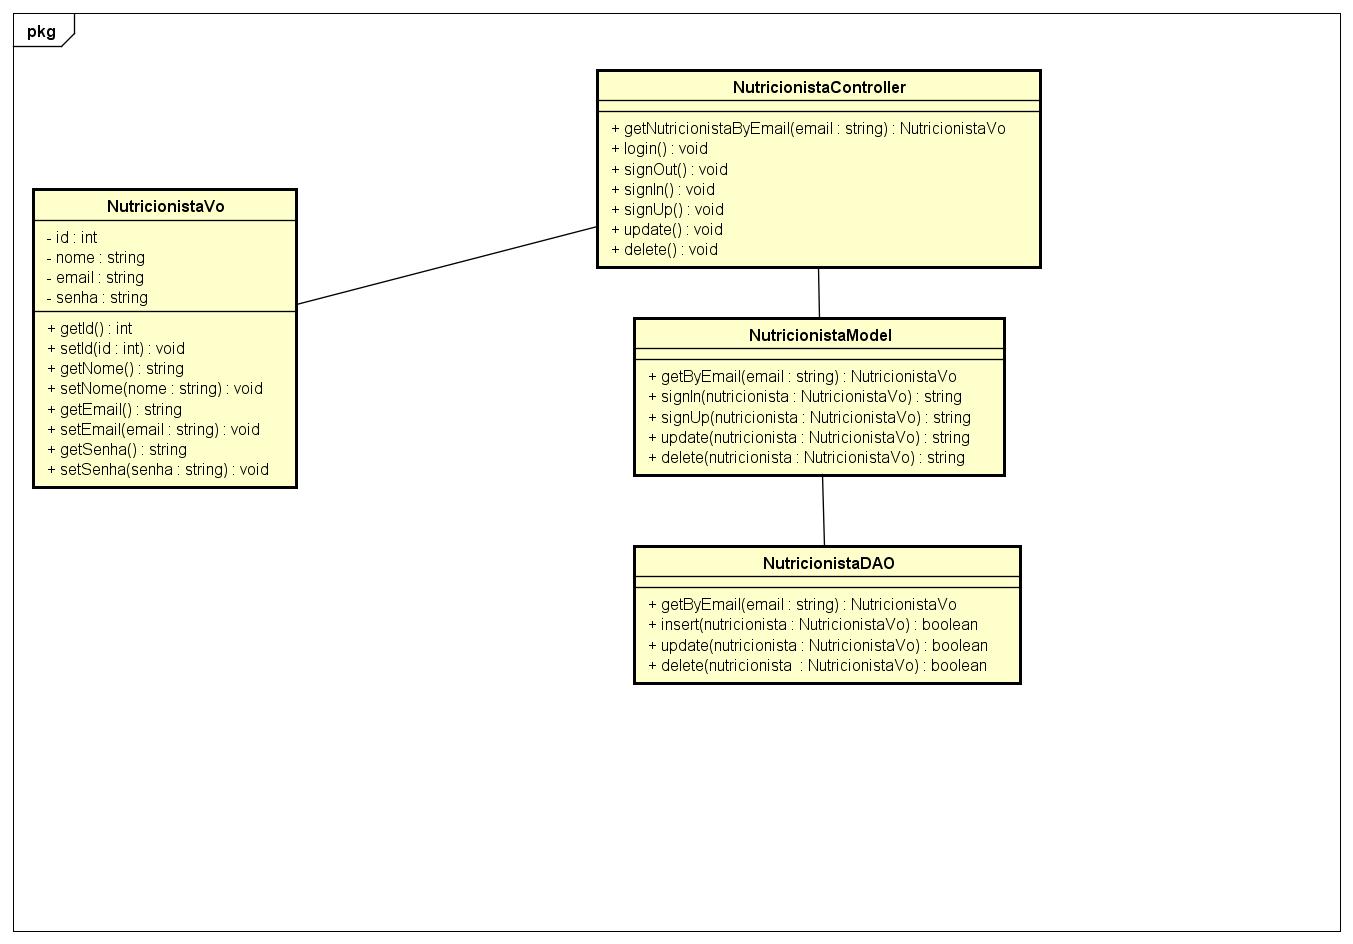 pkg
NutricionistaController
+ getNutricionistaByEmail(email : string) : NutricionistaVo
+ login() : void
+ signOut() : void
+ signIn() : void
+ signUp() : void
+ update() : void
+ delete() : void
NutricionistaVo
- id : int
- nome : string
- email : string
- senha : string
+ getId() : int
+ setId(id : int) : void
+ getNome() : string
+ setNome(nome : string) : void
+ getEmail() : string
+ setEmail(email : string) : void
+ getSenha() : string
+ setSenha(senha : string) : void
NutricionistaModel
+ getByEmail(email : string) : NutricionistaVo
+ signIn(nutricionista : NutricionistaVo) : string
+ signUp(nutricionista : NutricionistaVo) : string
+ update(nutricionista : NutricionistaVo) : string
+ delete(nutricionista : NutricionistaVo) : string
NutricionistaDAO
+ getByEmail(email : string) : NutricionistaVo
+ insert(nutricionista : NutricionistaVo) : boolean
+ update(nutricionista : NutricionistaVo) : boolean
+ delete(nutricionista  : NutricionistaVo) : boolean